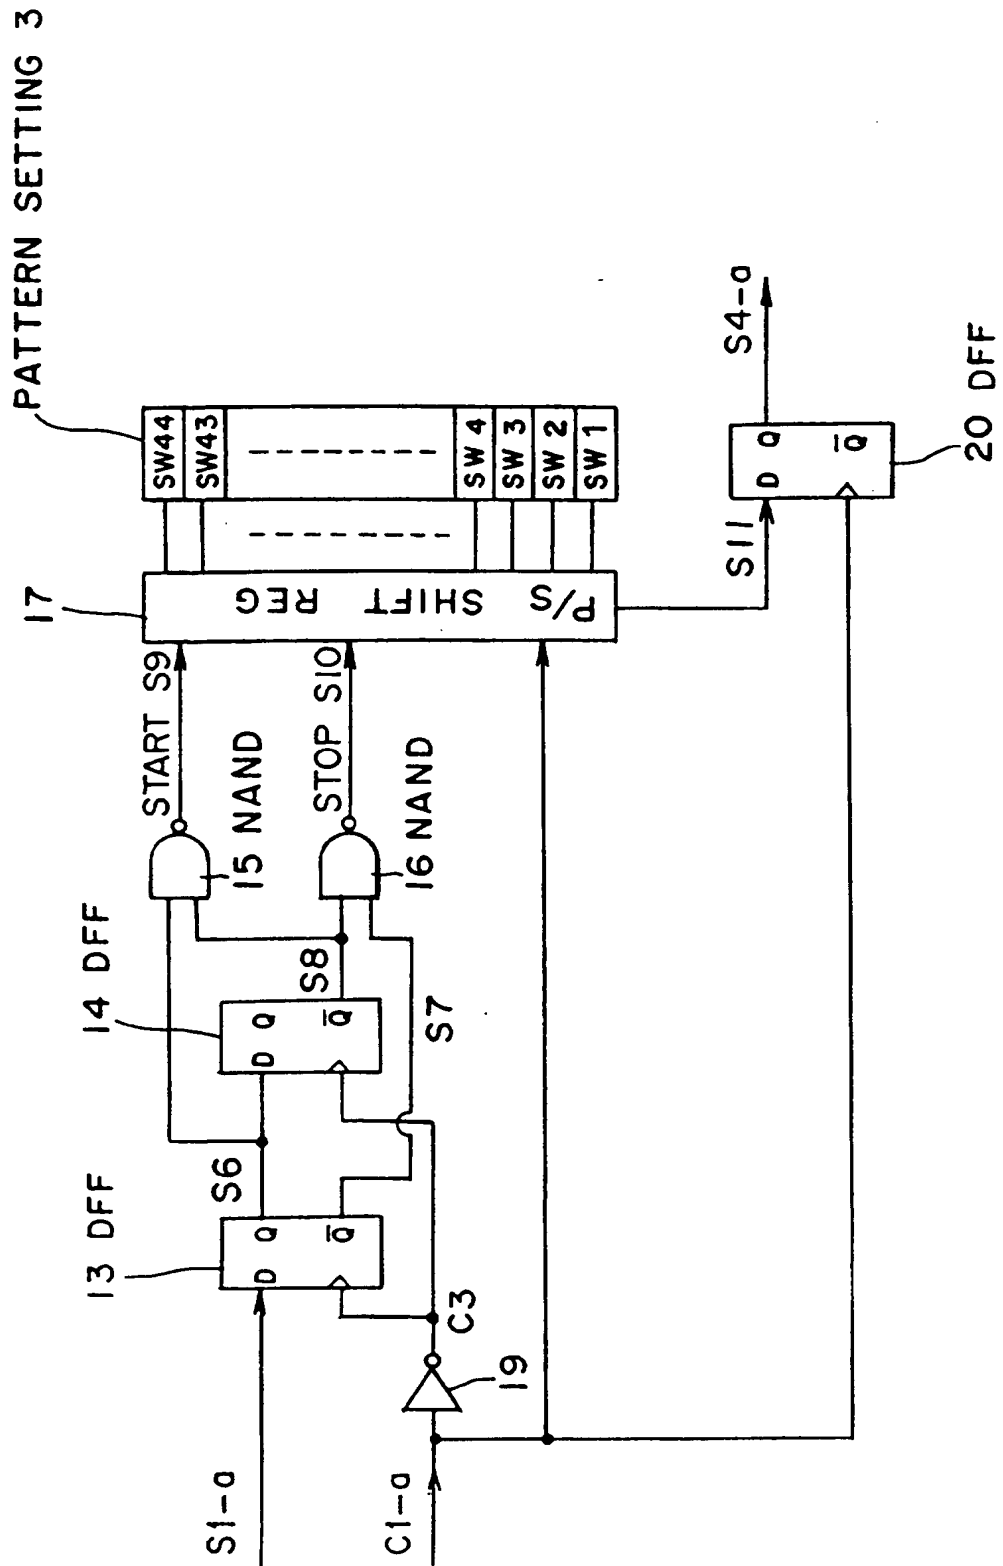 PATTERN SETTING 3
17
SW44
SW43
SW 4
SW 3
SW 2
SW 1
P/S SHIFT REG
START S9
STOP S10
15 NAND
16 NAND
14 DFF
D Q
Q̅
S8
S7
S6
13 DFF
D Q
Q̅
C3
19
S1-a
C1-a
S11
S4-a
D Q
Q̅
20 DFF